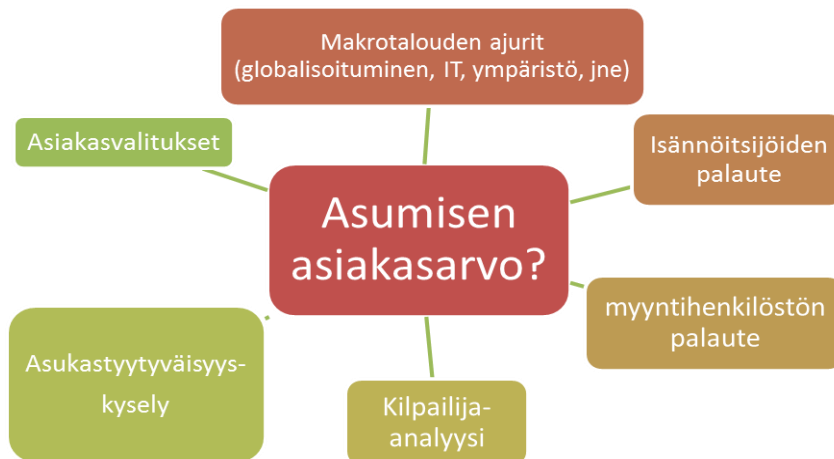 Makrotalouden ajurit
(globalisoituminen, IT, ympäristö, jne)
Asiakasvalitukset
Isännöitsijöiden
palaute
Asumisen
asiakasarvo?
myyntihenkilöstön
palaute
Asukastyytyväisyys-
kysely
Kilpailija-
analyysi